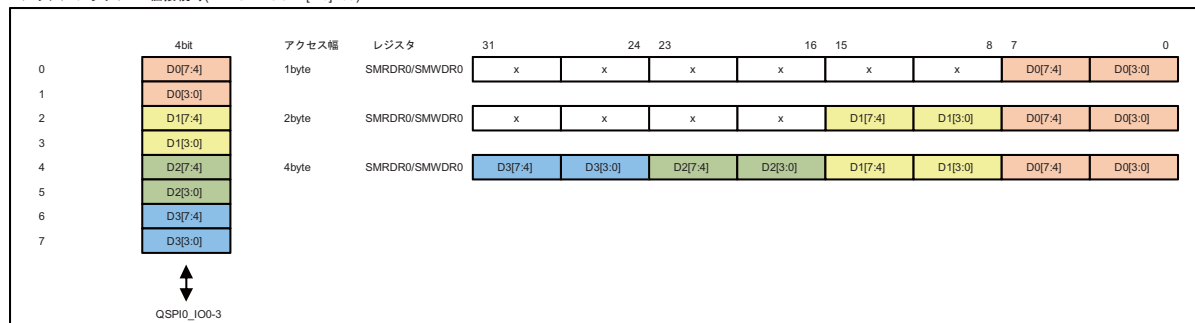 4bit アクセス幅 レジスタ 31 24 23 16 15 8 7 0
0 D0[7:4] 1byte SMRDR0/SMWDR0 x x x x x x D0[7:4] D0[3:0]
1 D0[3:0]
2 D1[7:4] 2byte SMRDR0/SMWDR0 x x x x D1[7:4] D1[3:0] D0[7:4] D0[3:0]
3 D1[3:0]
4 D2[7:4] 4byte SMRDR0/SMWDR0 D3[7:4] D3[3:0] D2[7:4] D2[3:0] D1[7:4] D1[3:0] D0[7:4] D0[3:0]
5 D2[3:0]
6 D3[7:4]
7 D3[3:0]
QSPI0_IO0-3